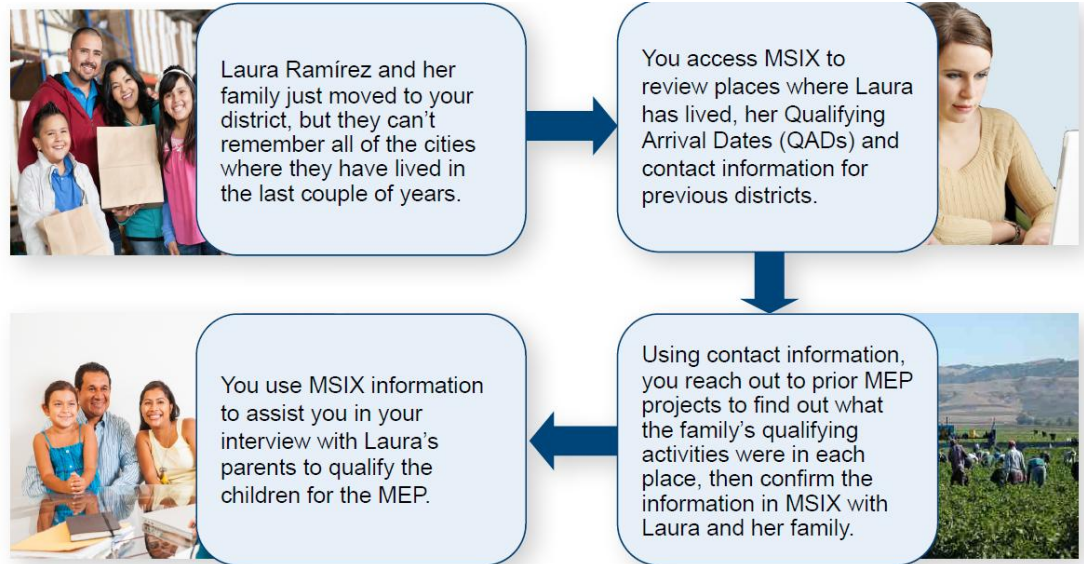 Laura Ramírez and her
family just moved to your
district, but they can't
remember all of the cities
where they have lived in
the last couple of years.
You access MSIX to
review places where Laura
has lived, her Qualifying
Arrival Dates (QADs) and
contact information for
previous districts.
Using contact information,
you reach out to prior MEP
projects to find out what
the family's qualifying
activities were in each
place, then confirm the
information in MSIX with
Laura and her family.
You use MSIX information
to assist you in your
interview with Laura's
parents to qualify the
children for the MEP.